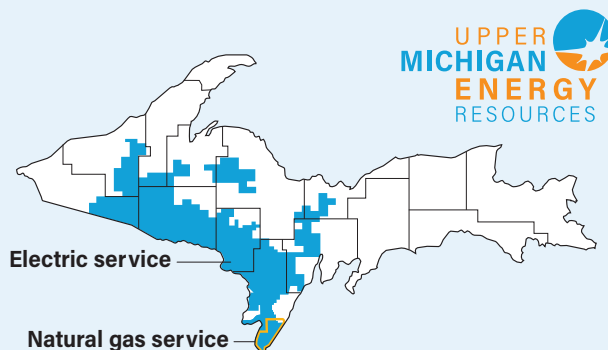 UPPER
MICHIGAN
ENERGY
RESOURCES
Electric service
Natural gas service